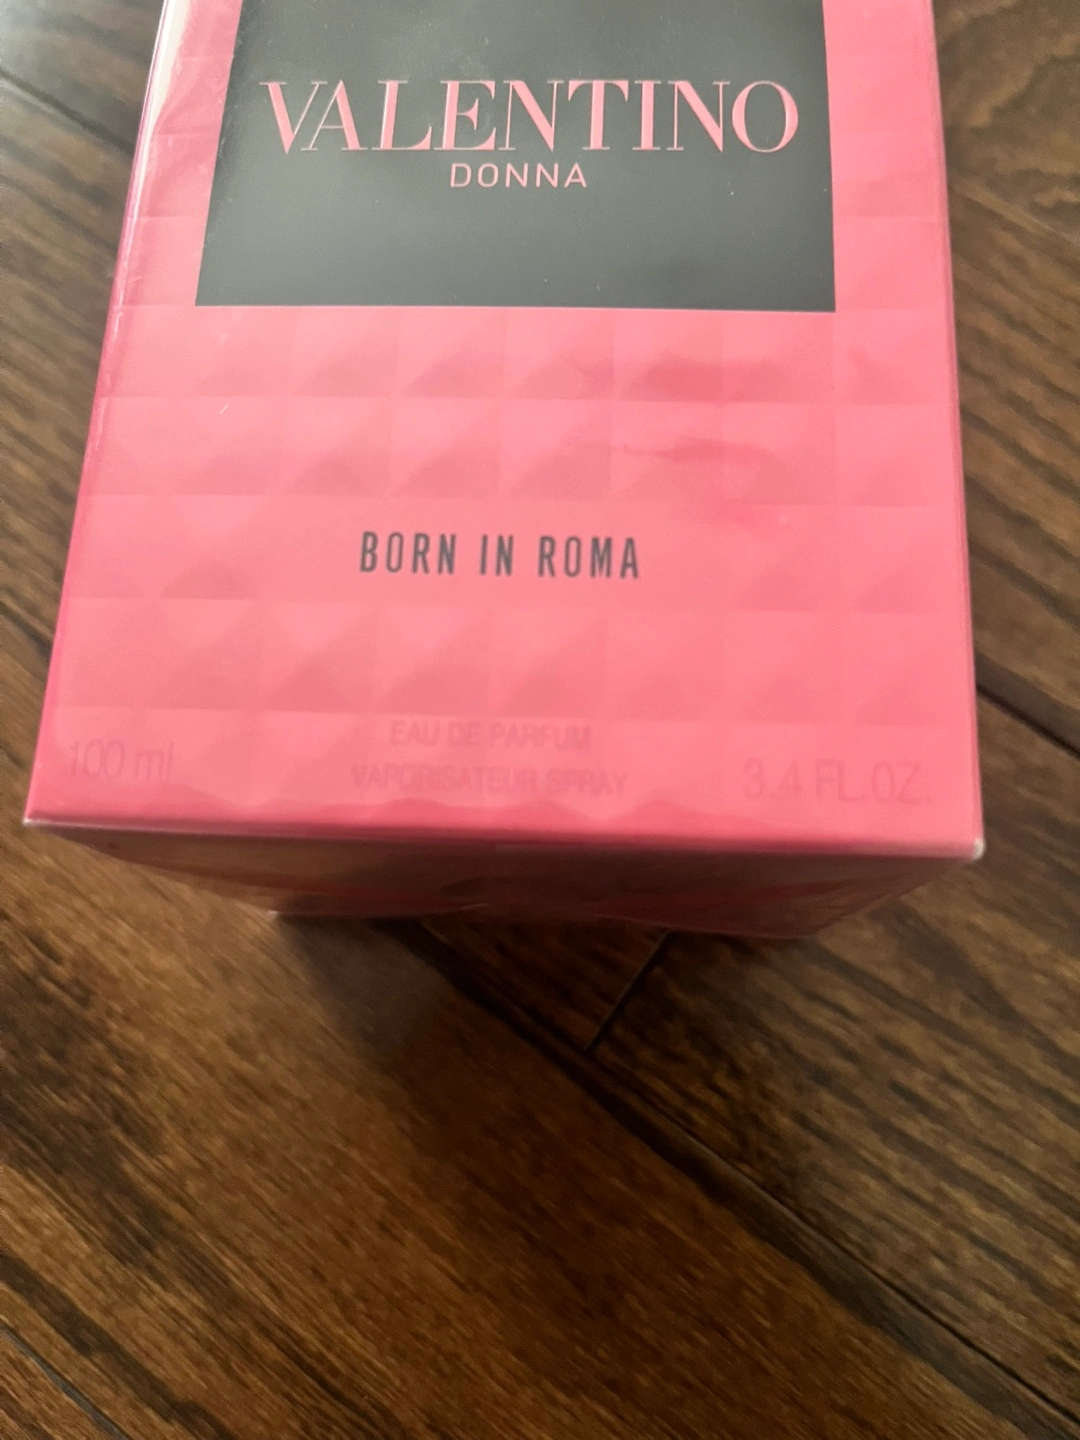 VALENTINO
DONNA
BORN IN ROMA
EAU DE PARFUM
100 ml VAPORISATEUR SPRAY 3.4 FL.OZ.